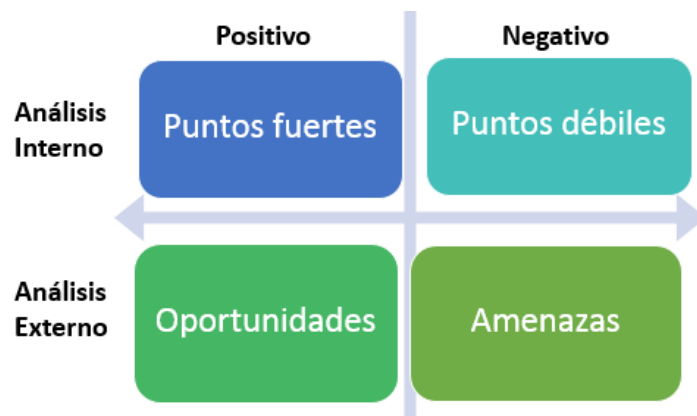 Positivo
Negativo
Análisis
Interno
Puntos fuertes
Puntos débiles
Análisis
Externo
Oportunidades
Amenazas